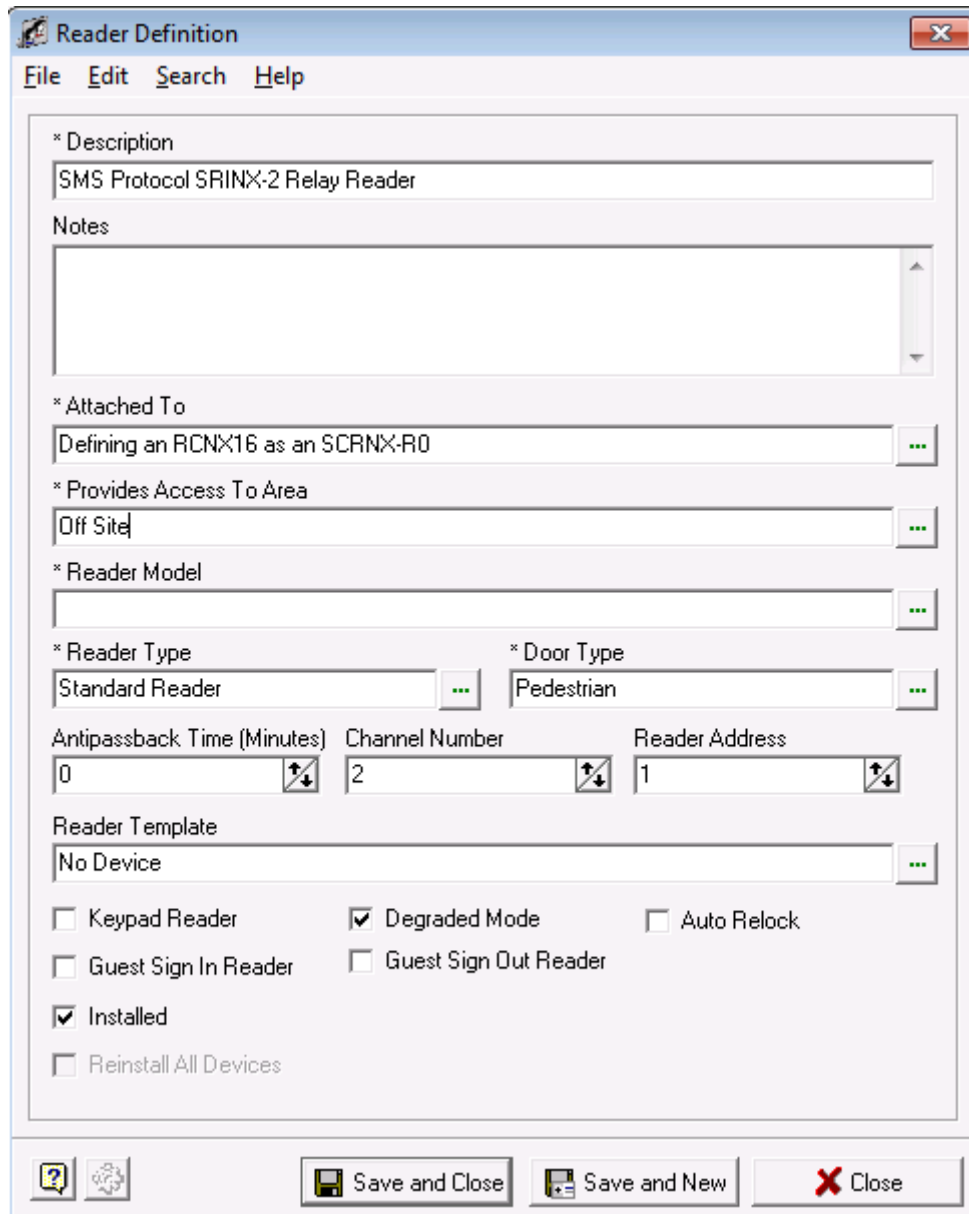 Reader Definition
File Edit Search Help
* Description
SMS Protocol SRINX-2 Relay Reader
Notes
* Attached To
Defining an RCNX16 as an SCRNX-R0
* Provides Access To Area
Off Site
* Reader Model
* Reader Type * Door Type
Standard Reader Pedestrian
Antipassback Time (Minutes) Channel Number Reader Address
0 2 1
Reader Template
No Device
Keypad Reader Degraded Mode Auto Relock
Guest Sign In Reader Guest Sign Out Reader
Installed
Reinstall All Devices
Save and Close Save and New Close